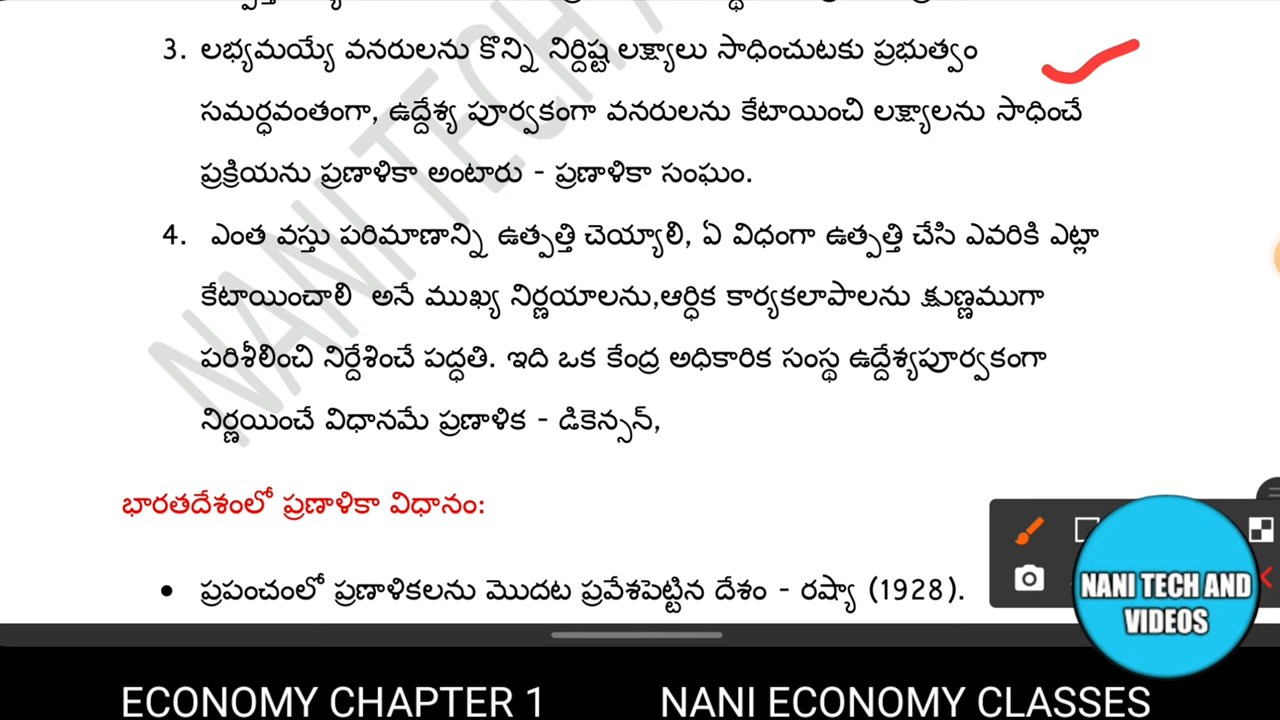 3. లభ్యమయ్యే వనరులను కొన్ని నిర్దిష్ట లక్ష్యాలు సాధించుటకు ప్రభుత్వం
సమర్ధవంతంగా, ఉద్దేశ్య పూర్వకంగా వనరులను కేటాయించి లక్ష్యాలను సాధించే
ప్రక్రియను ప్రణాళికా అంటారు - ప్రణాళికా సంఘం.
4. ఎంత వస్తు పరిమాణాన్ని ఉత్పత్తి చెయ్యాలి, ఏ విధంగా ఉత్పత్తి చేసి ఎవరికి ఎట్లా
కేటాయించాలి అనే ముఖ్య నిర్ణయాలను,ఆర్ధిక కార్యకలాపాలను క్షుణ్ణముగా
పరిశీలించి నిర్దేశించే పద్ధతి. ఇది ఒక కేంద్ర అధికారిక సంస్థ ఉద్దేశ్యపూర్వకంగా
నిర్ణయించే విధానమే ప్రణాళిక - డికెన్సన్,
భారతదేశంలో ప్రణాళికా విధానం:
• ప్రపంచంలో ప్రణాళికలను మొదట ప్రవేశపెట్టిన దేశం - రష్యా (1928).
NANI TECH
NANI TECH AND
VIDEOS
ECONOMY CHAPTER 1 NANI ECONOMY CLASSES